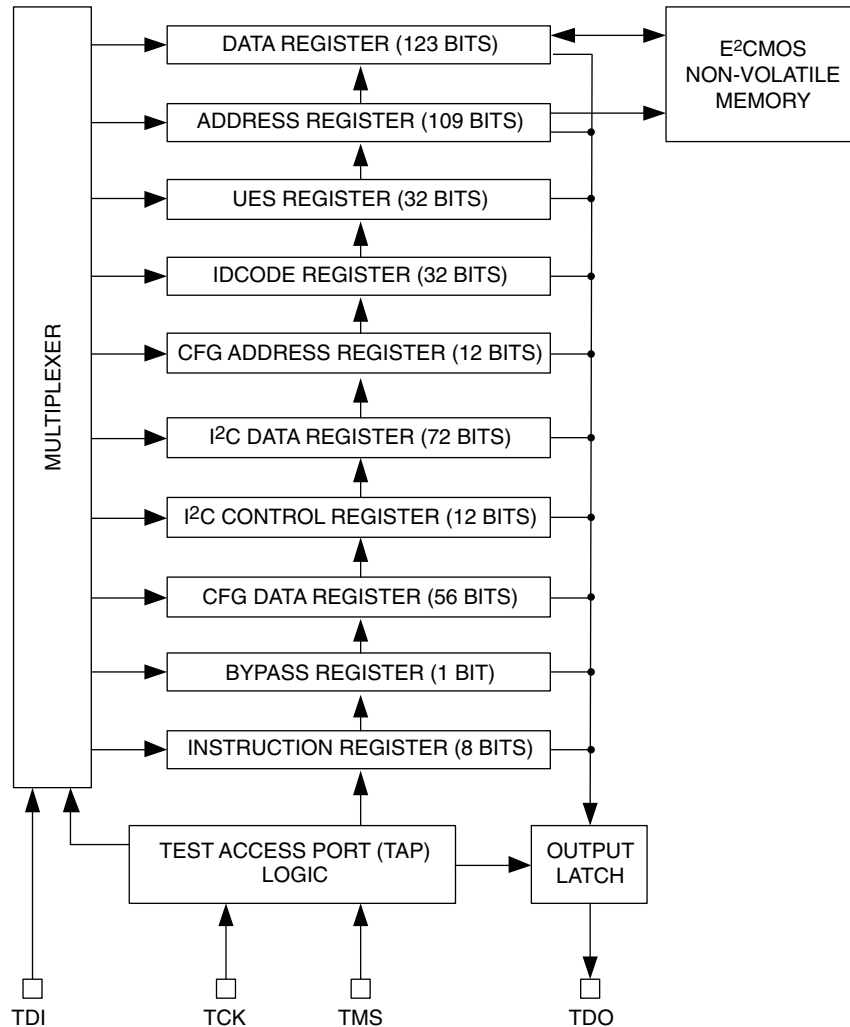 DATA REGISTER (123 BITS)
E²CMOS
NON-VOLATILE
MEMORY
ADDRESS REGISTER (109 BITS)
UES REGISTER (32 BITS)
IDCODE REGISTER (32 BITS)
CFG ADDRESS REGISTER (12 BITS)
MULTIPLEXER
I²C DATA REGISTER (72 BITS)
I²C CONTROL REGISTER (12 BITS)
CFG DATA REGISTER (56 BITS)
BYPASS REGISTER (1 BIT)
INSTRUCTION REGISTER (8 BITS)
TEST ACCESS PORT (TAP)
LOGIC
OUTPUT
LATCH
TDI
TCK
TMS
TDO